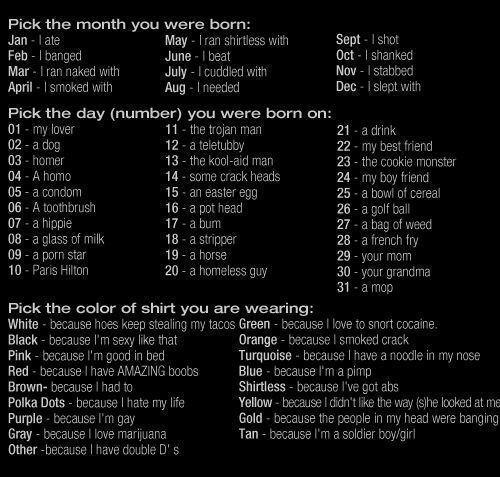 Pick the month you were born:
Jan - I ate
Feb - I banged
Mar - I ran naked with
April - I smoked with
May - I ran shirtless with
June - I beat
July - I cuddled with
Aug - I needed
Sept - I shot
Oct - I shanked
Nov - I stabbed
Dec - I slept with
Pick the day (number) you were born on:
01 - my lover
02 - a dog
03 - homer
04 - A homo
05 - a condom
06 - A toothbrush
07 - a hippie
08 - a glass of milk
09 - a porn star
10 - Paris Hilton
11 - the trojan man
12 - a teletubby
13 - the kool-aid man
14 - some crack heads
15 - an easter egg
16 - a pot head
17 - a bum
18 - a stripper
19 - a horse
20 - a homeless guy
21 - a drink
22 - my best friend
23 - the cookie monster
24 - my boy friend
25 - a bowl of cereal
26 - a golf ball
27 - a bag of weed
28 - a french fry
29 - your mom
30 - your grandma
31 - a mop
Pick the color of shirt you are wearing:
White - because hoes keep stealing my tacos
Black - because I'm sexy like that
Pink - because I'm good in bed
Red - because I have AMAZING boobs
Brown- because I had to
Polka Dots - because I hate my life
Purple - because I'm gay
Gray - because I love marijuana
Other -because I have double D' s
Green - because I love to snort cocaine.
Orange - because I smoked crack
Turquoise - because I have a noodle in my nose
Blue - because I'm a pimp
Shirtless - because I've got abs
Yellow - because I didn't like the way (s)he looked at me
Gold - because the people in my head were banging
Tan - because I'm a soldier boy/girl